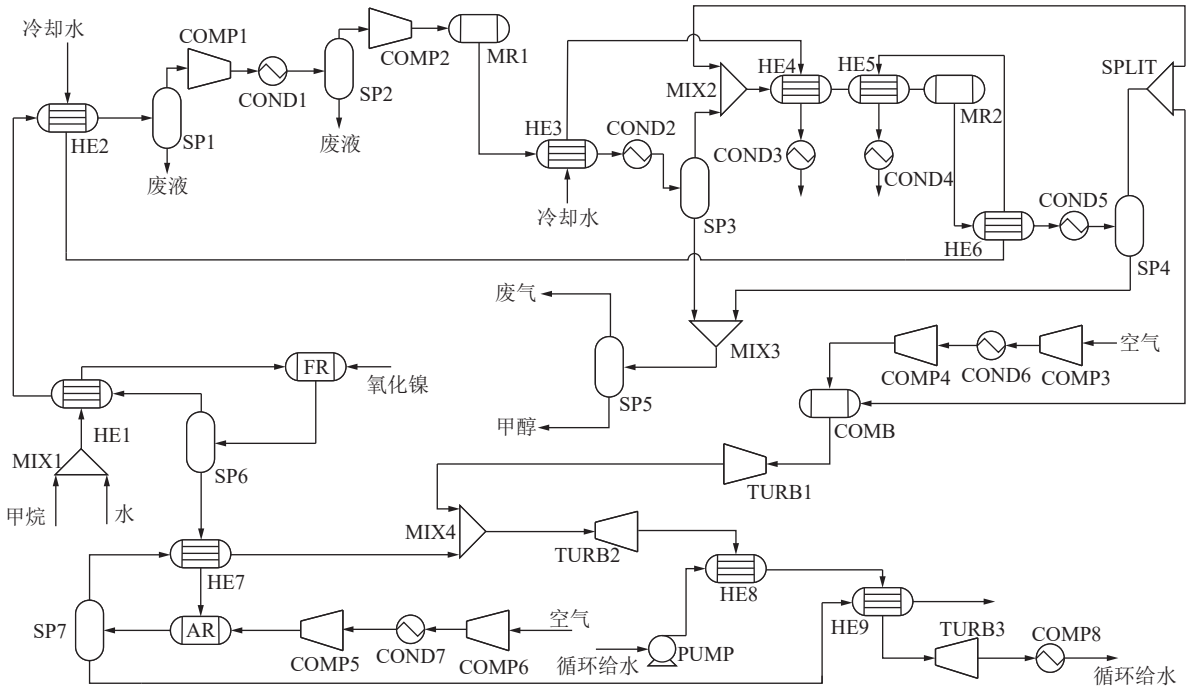 冷却水
COMP1
COMP2
MR1
COND1
SP2
HE2
SP1
废液
废液
HE3
COND2
冷却水
SP3
MIX2
HE4
HE5
MR2
SPLIT
COND3
COND4
COND5
HE6
SP4
废气
MIX3
SP5
甲醇
空气
COMP4
COND6
COMP3
COMB
FR
氧化镍
HE1
MIX1
SP6
甲烷
水
TURB1
MIX4
TURB2
HE7
HE8
SP7
AR
COMP5
COND7
COMP6
空气
循环给水
PUMP
HE9
TURB3
COMP8
循环给水